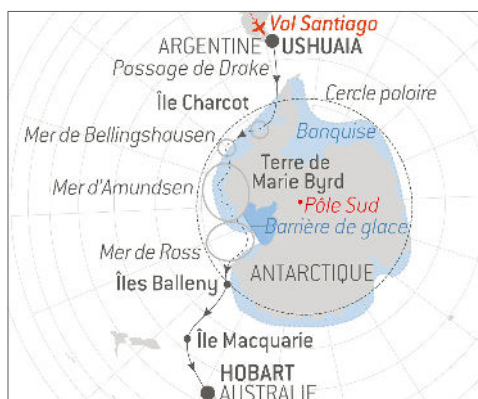 Vol Santiago
ARGENTINE USHUAIA
Passage de Drake
Cercle polaire
Île Charcot
Mer de Bellingshausen
Banquise
Terre de
Marie Byrd
Mer d'Amundsen
Pôle Sud
Barrière de glace
Mer de Ross
ANTARCTIQUE
Îles Balleny
Île Macquarie
HOBART
AUSTRALIE